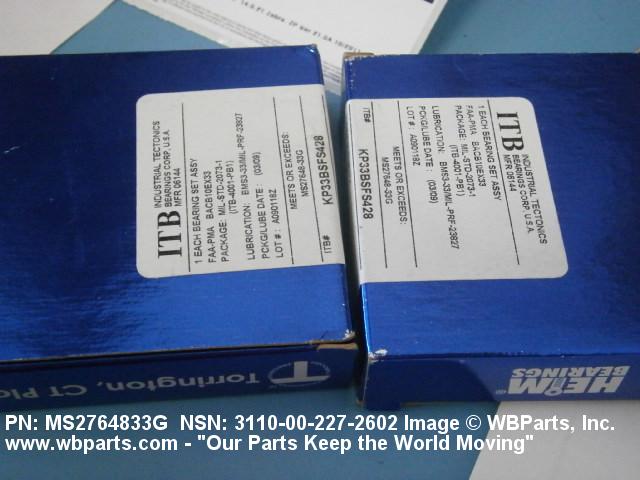 14.0.P1 Zebra. ZP
ITB
INDUSTRIAL TECTONICS
BEARINGS CORP, U.S.A.
MFR 06144
1 EACH BEARING SET ASSY
FAA-PMA BACB10EX33
PACKAGE: MIL-STD-2073-1
(ITB-4001-PB1)
LUBRICATION: BMS3-33/MIL-PRF-23827
PCKG/LUBE DATE: (03/09)
LOT #: A090118Z
MEETS OR EXCEEDS:
MS27648-33G
ITB# KP33BSFS428
ITB
INDUSTRIAL TECTONICS
BEARINGS CORP, U.S.A.
MFR 06144
1 EACH BEARING SET ASSY
FAA-PMA BACB10EX33
PACKAGE: MIL-STD-2073-1
(ITB-4001-PB1)
LUBRICATION: BMS3-33/MIL-PRF-23827
PCKG/LUBE DATE: (03/09)
LOT #: A090118Z
MEETS OR EXCEEDS:
MS27648-33G
ITB# KP33BSFS428
Torrington, CT
HEIM
BEARINGS
PN: MS2764833G NSN: 3110-00-227-2602 Image © WBParts, Inc.
www.wbparts.com - "Our Parts Keep the World Moving"